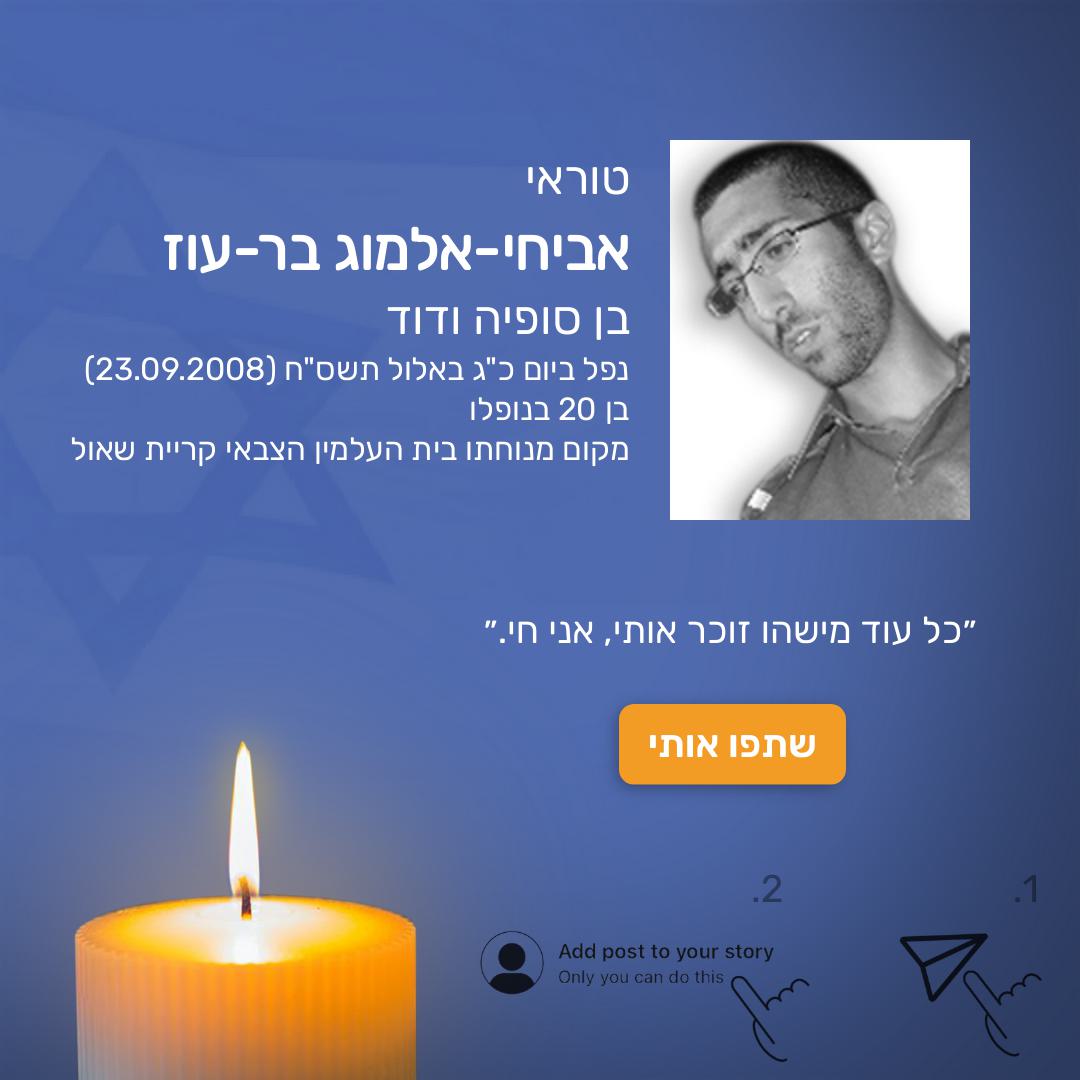 טוראי
אביחי-אלמוג בר-עוז
בן סופיה ודוד
נפל ביום כ"ג באלול תשס"ח (23.09.2008)
בן 20 בנופלו
מקום מנוחתו בית העלמין הצבאי קריית שאול
״כל עוד מישהו זוכר אותי, אני חי.״
שתפו אותי
1.
2.
Add post to your story
Only you can do this